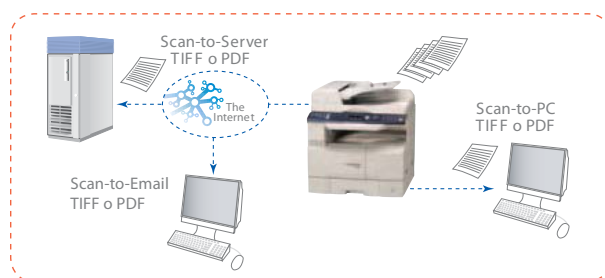 Scan-to-Server
TIFF o PDF
The
Internet
Scan-to-PC
TIFF o PDF
Scan-to-Email
TIFF o PDF